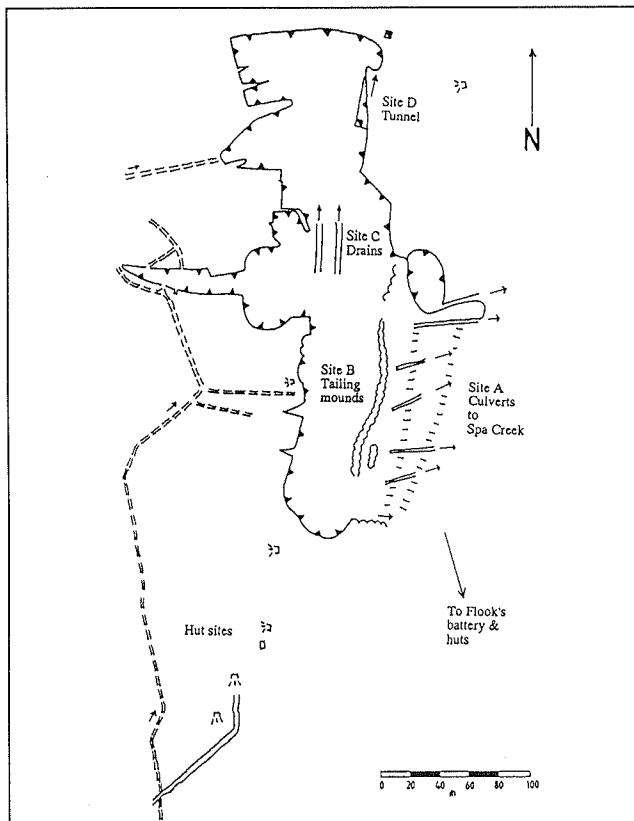 Site D
Tunnel
N
Site C
Drains
Site B
Tailing
mounds
Site A
Culverts
to
Spa Creek
To Flook's
battery &
huts
Hut sites
0 20 40 60 80 100
m